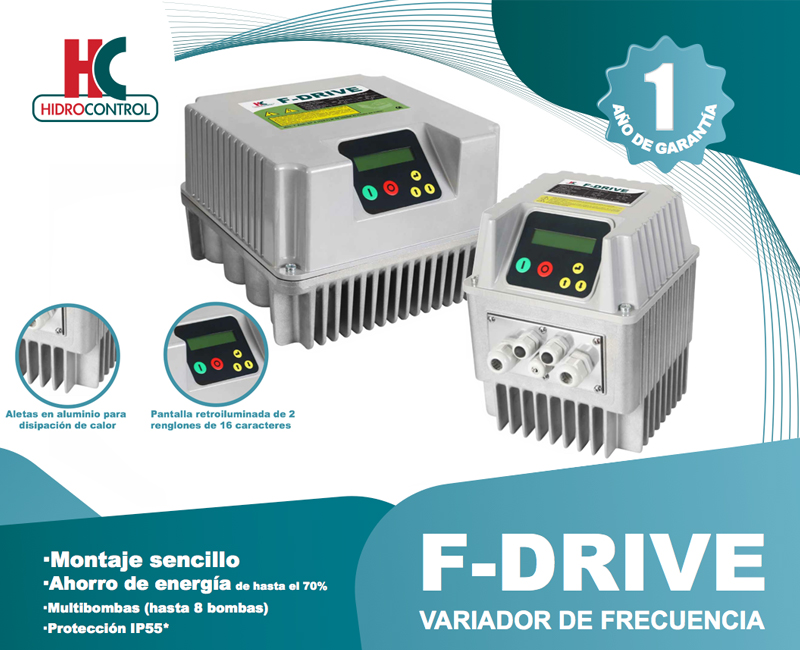 HC
HIDROCONTROL
1
AÑO DE GARANTÍA
HC F-DRIVE
HC F-DRIVE
Aletas en aluminio para
disipación de calor
Pantalla retroiluminada de 2
renglones de 16 caracteres
·Montaje sencillo
·Ahorro de energía de hasta el 70%
·Multibombas (hasta 8 bombas)
·Protección IP55*
F-DRIVE
VARIADOR DE FRECUENCIA